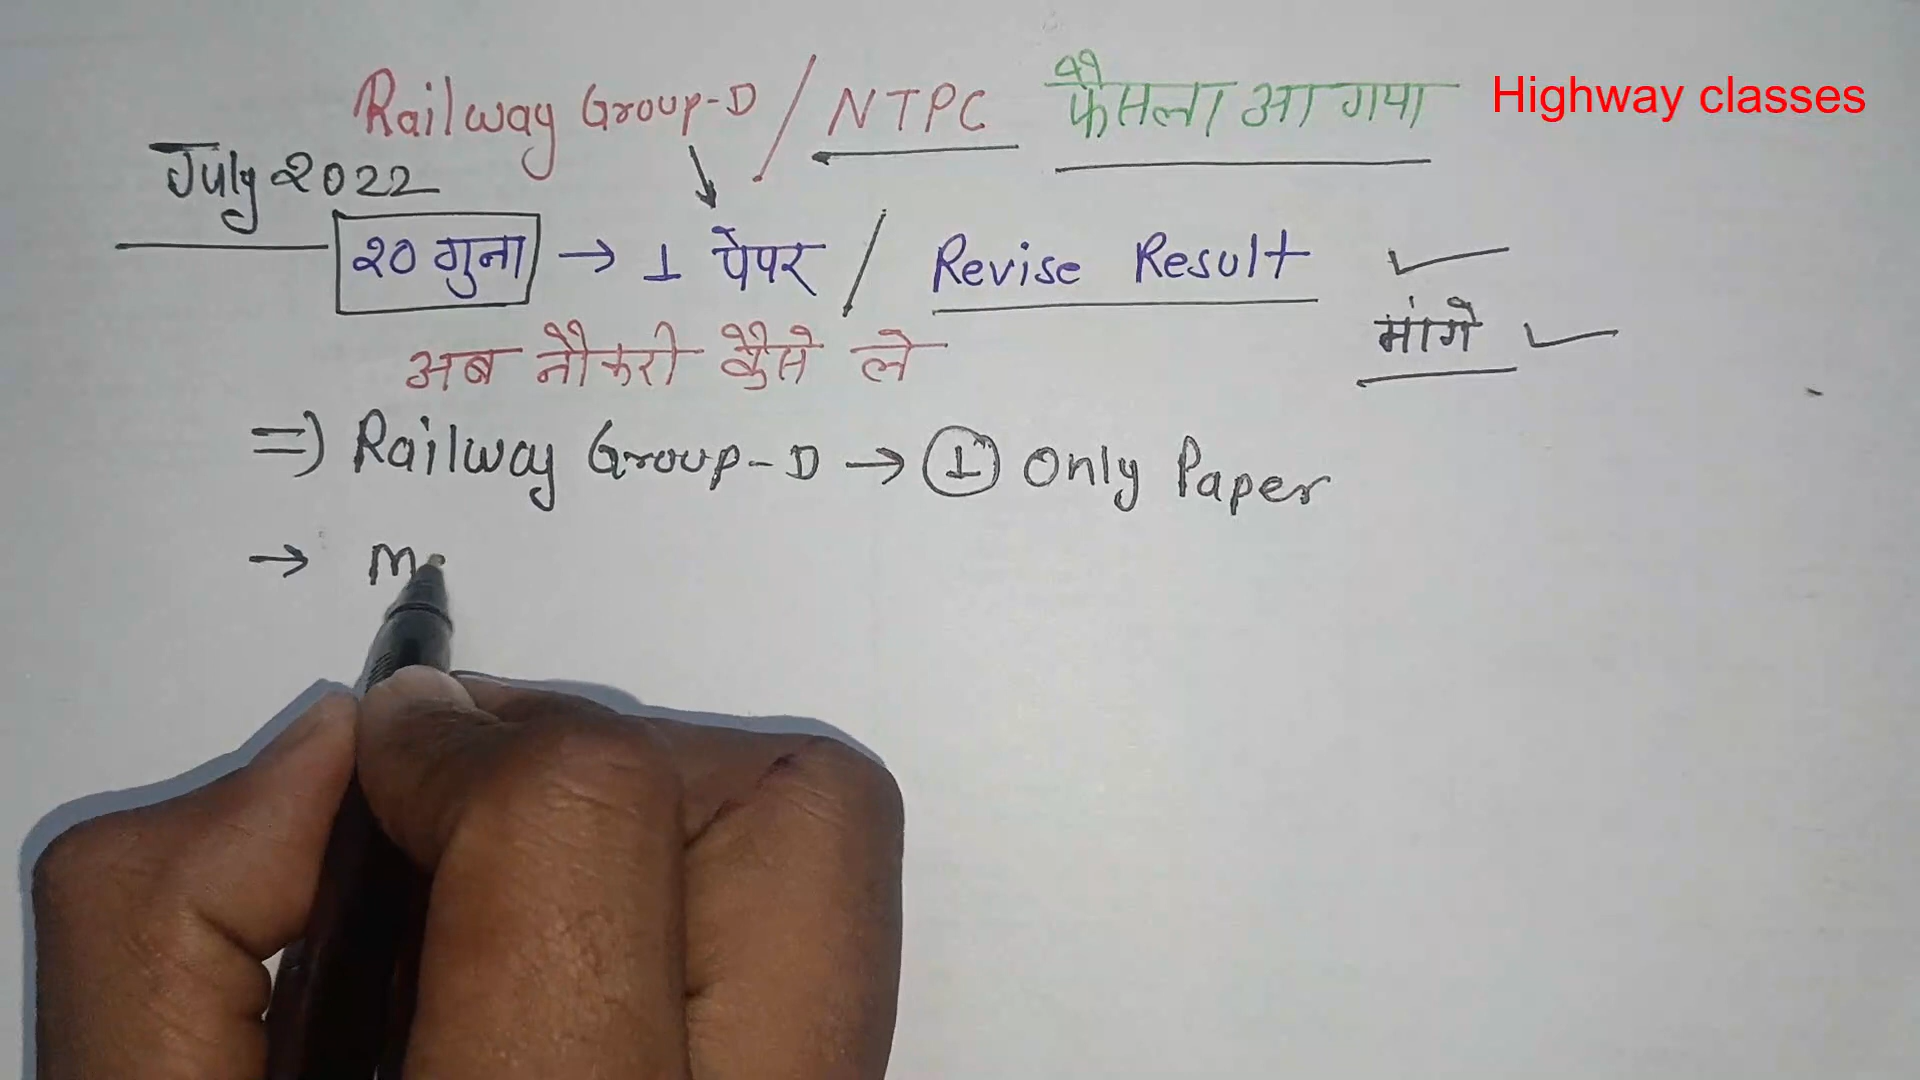 Railway Group-D / NTPC फैसला आ गया Highway classes
July 2022
20 गुना → 1 पेपर / Revise Result
मांगे
अब नौकरी कैसे ले
=) Railway Group-D → 1 Only Paper
→ M